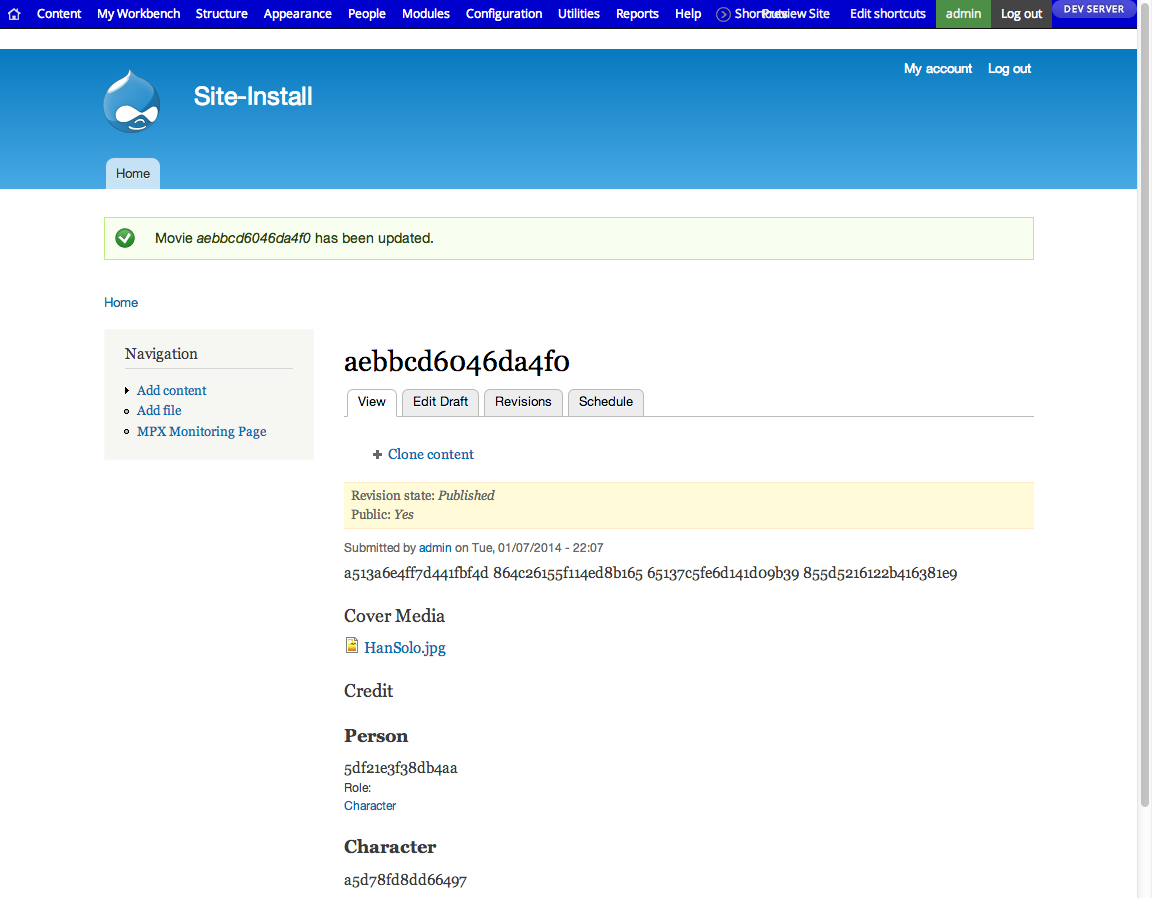 Content My Workbench Structure Appearance People Modules Configuration Utilities Reports Help Shortcuts Preview Site Edit shortcuts admin Log out DEV SERVER
My account Log out
Site-Install
Home
Movie aebbcd6046da4f0 has been updated.
Home
Navigation
Add content
Add file
MPX Monitoring Page
aebbcd6046da4f0
View Edit Draft Revisions Schedule
Clone content
Revision state: Published
Public: Yes
Submitted by admin on Tue, 01/07/2014 - 22:07
a513a6e4ff7d441fbf4d 864c26155f114ed8b165 65137c5fe6d141d09b39 855d5216122b416381e9
Cover Media
HanSolo.jpg
Credit
Person
5df21e3f38db4aa
Role:
Character
Character
a5d78fd8dd66497